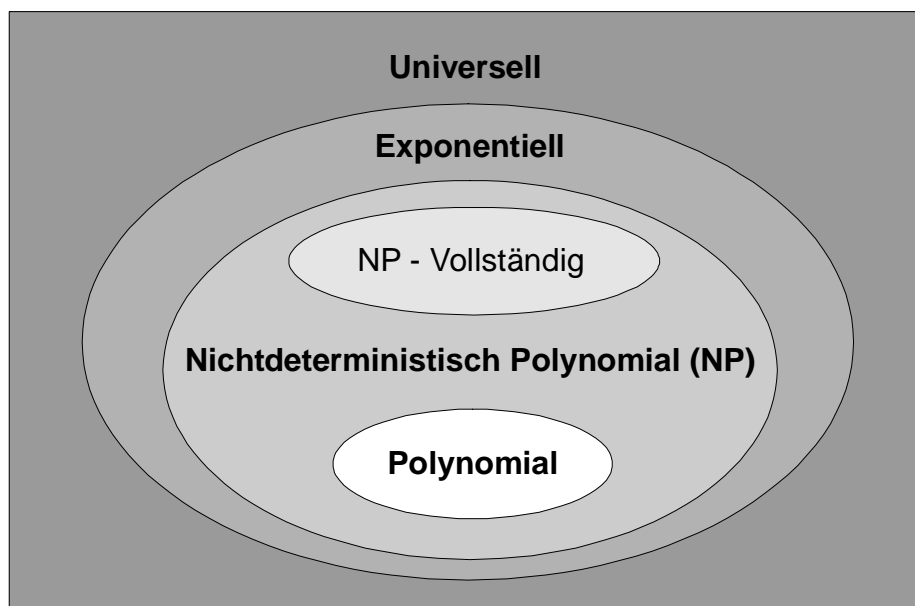 Universell
Exponentiell
NP - Vollständig
Nichtdeterministisch Polynomial (NP)
Polynomial